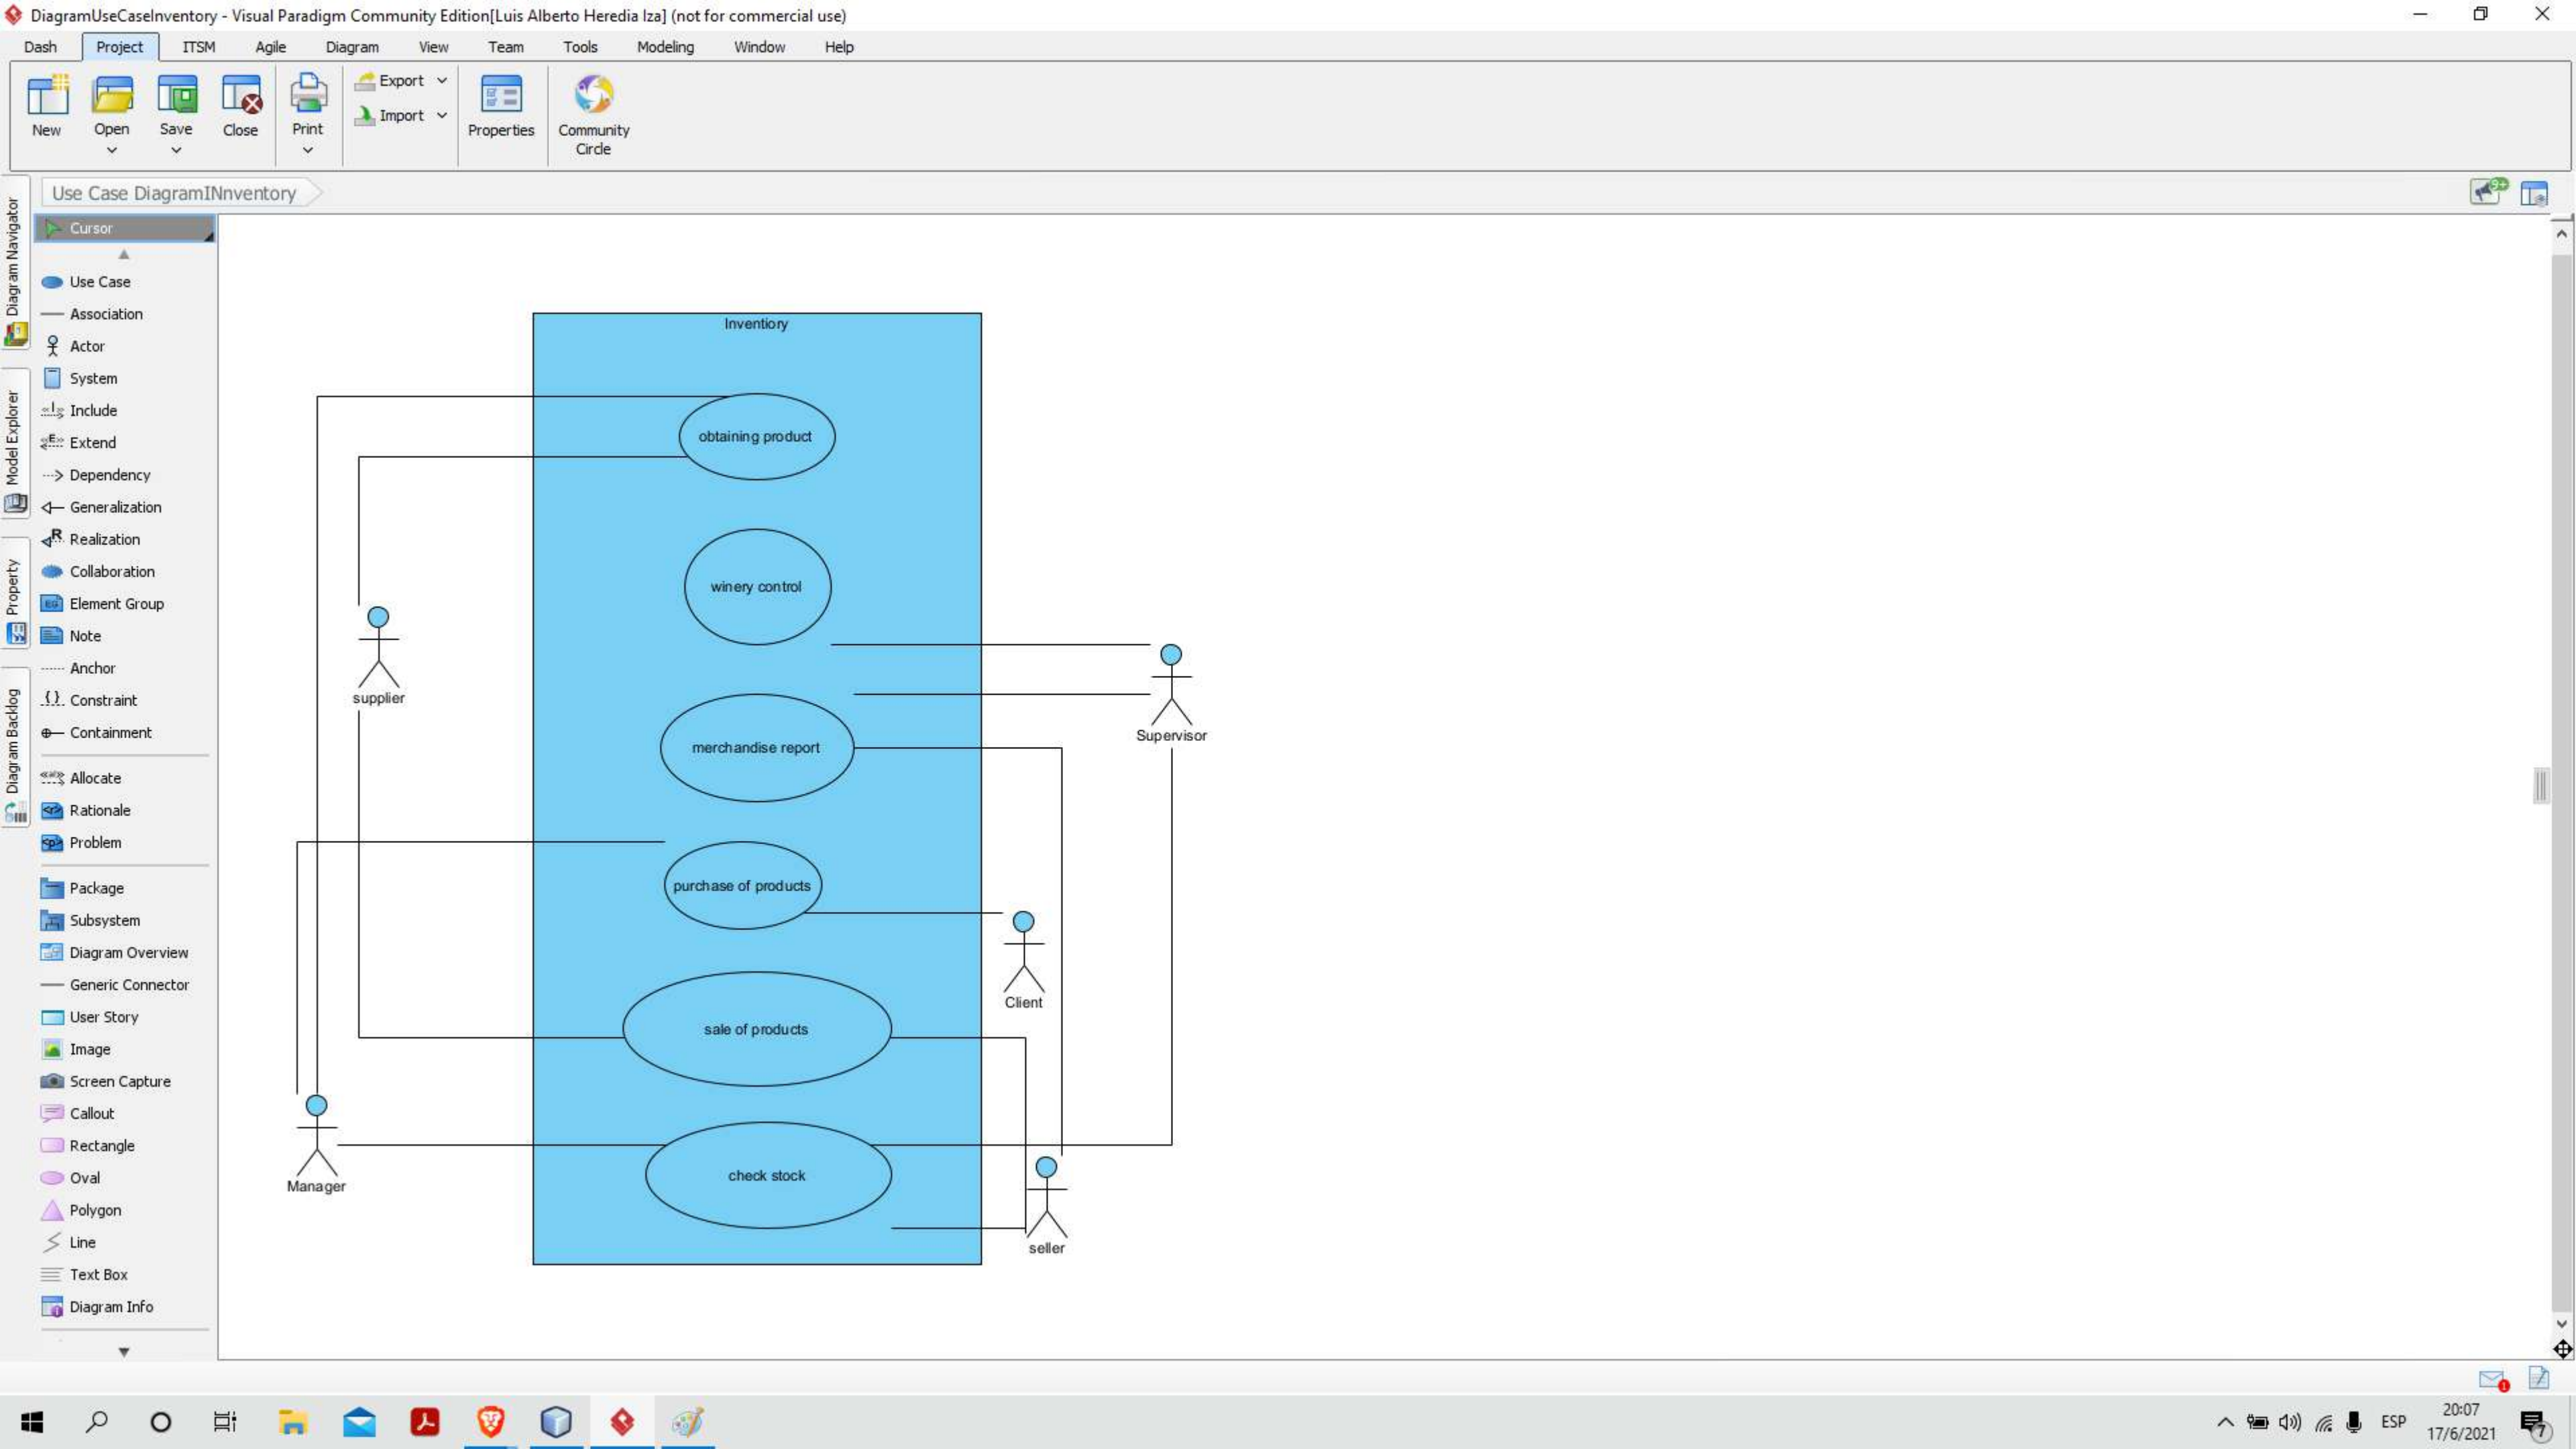 DiagramUseCaseInventory - Visual Paradigm Community Edition[Luis Alberto Heredia Iza] (not for commercial use)
Dash Project ITSM Agile Diagram View Team Tools Modeling Window Help
New Open Save Close Print Export Import Properties Community Circle
Use Case DiagramINnventory
9+
Diagram Navigator
Model Explorer
Property
Diagram Backlog
Cursor
Use Case
Association
Actor
System
Include
Extend
Dependency
Generalization
Realization
Collaboration
Element Group
Note
Anchor
Constraint
Containment
Allocate
Rationale
Problem
Package
Subsystem
Diagram Overview
Generic Connector
User Story
Image
Screen Capture
Callout
Rectangle
Oval
Polygon
Line
Text Box
Diagram Info
Inventiory
obtaining product
winery control
supplier
Supervisor
merchandise report
purchase of products
Client
sale of products
check stock
Manager
seller
ESP
20:07
17/6/2021
7